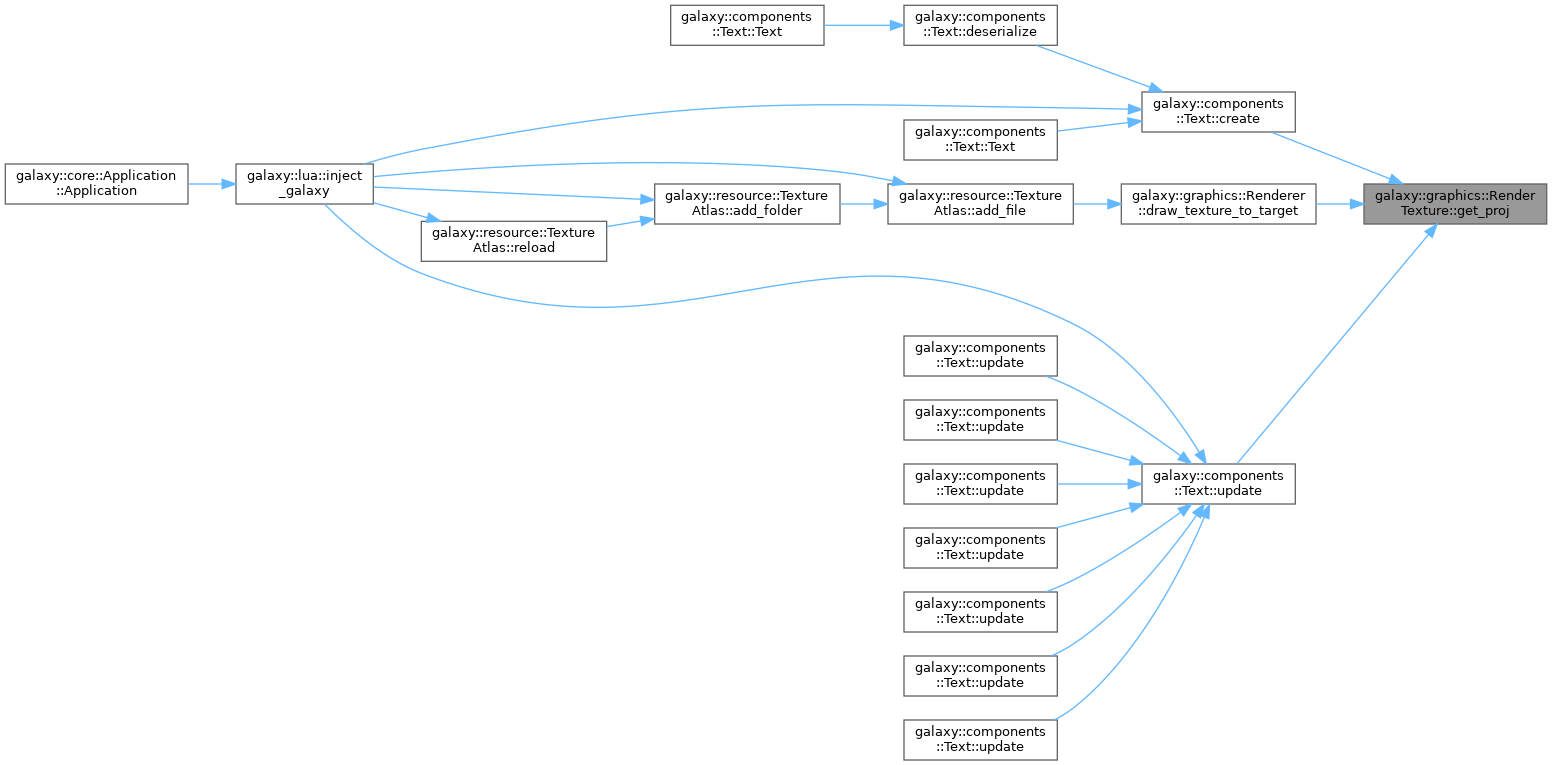 galaxy::components
::Text::Text
galaxy::components
::Text::deserialize
galaxy::components
::Text::create
galaxy::components
::Text::Text
galaxy::core::Application
::Application
galaxy::lua::inject
_galaxy
galaxy::resource::Texture
Atlas::add_folder
galaxy::resource::Texture
Atlas::add_file
galaxy::graphics::Renderer
::draw_texture_to_target
galaxy::graphics::Render
Texture::get_proj
galaxy::resource::Texture
Atlas::reload
galaxy::components
::Text::update
galaxy::components
::Text::update
galaxy::components
::Text::update
galaxy::components
::Text::update
galaxy::components
::Text::update
galaxy::components
::Text::update
galaxy::components
::Text::update
galaxy::components
::Text::update